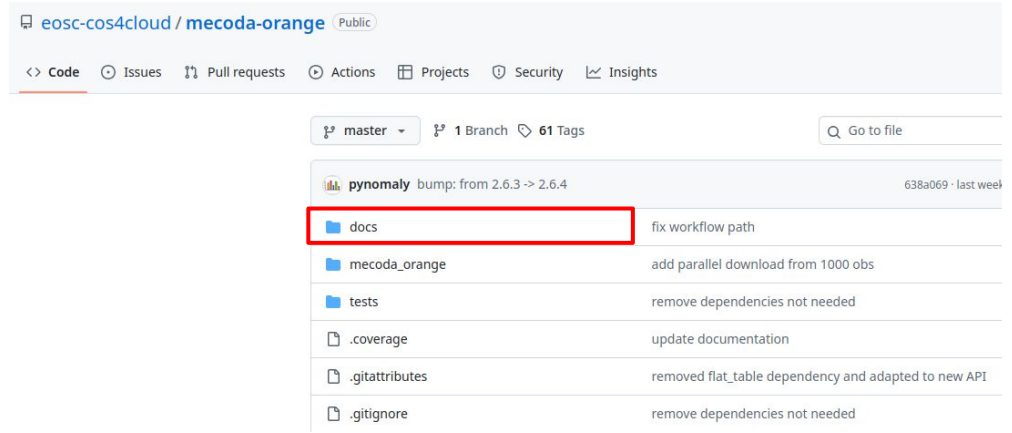 eosc-cos4cloud / mecoda-orange Public
<> Code Issues Pull requests Actions Projects Security Insights
master 1 Branch 61 Tags Go to file
pynomaly bump: from 2.6.3 -> 2.6.4 638a069 · last week
docs fix workflow path
mecoda_orange add parallel download from 1000 obs
tests remove dependencies not needed
.coverage update documentation
.gitattributes removed flat_table dependency and adapted to new API
.gitignore remove dependencies not needed